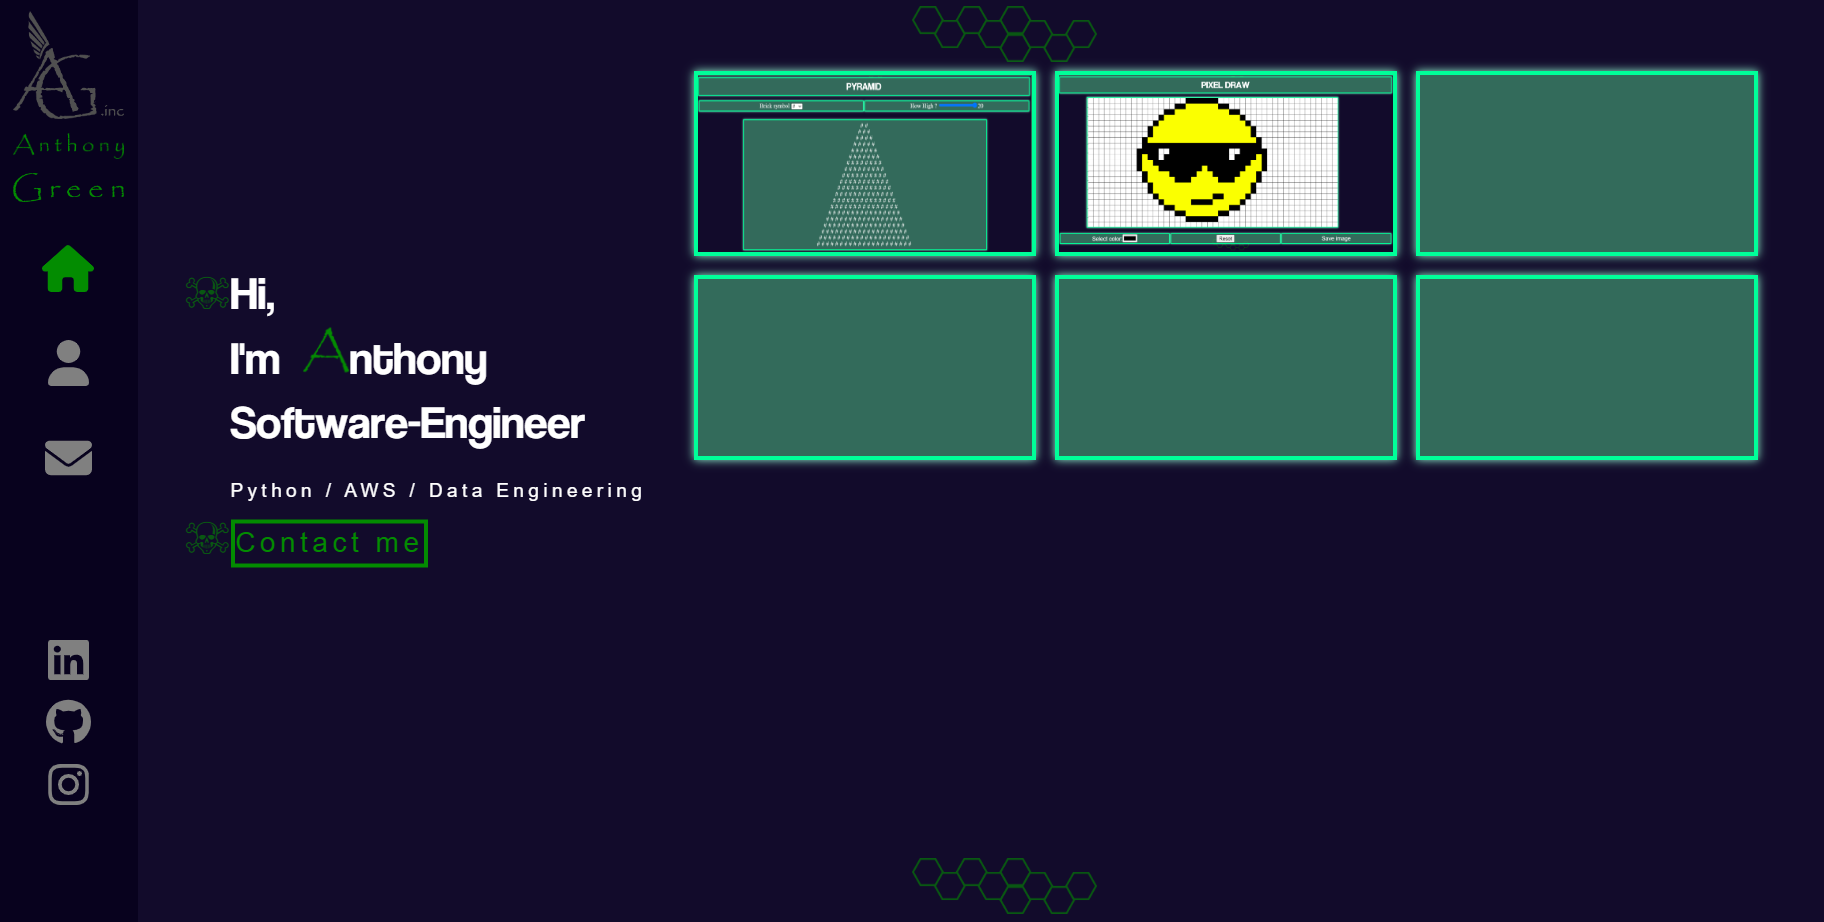 AG.inc
Anthony
Green
Hi,
I'm Anthony
Software-Engineer
Python / AWS / Data Engineering
Contact me
PYRAMID
Brick symbol #
How High ? 20
##
###
####
#####
######
#######
########
#########
##########
###########
############
#############
##############
###############
################
#################
##################
###################
####################
#####################
PIXEL DRAW
Select color
Reset
Save image
in